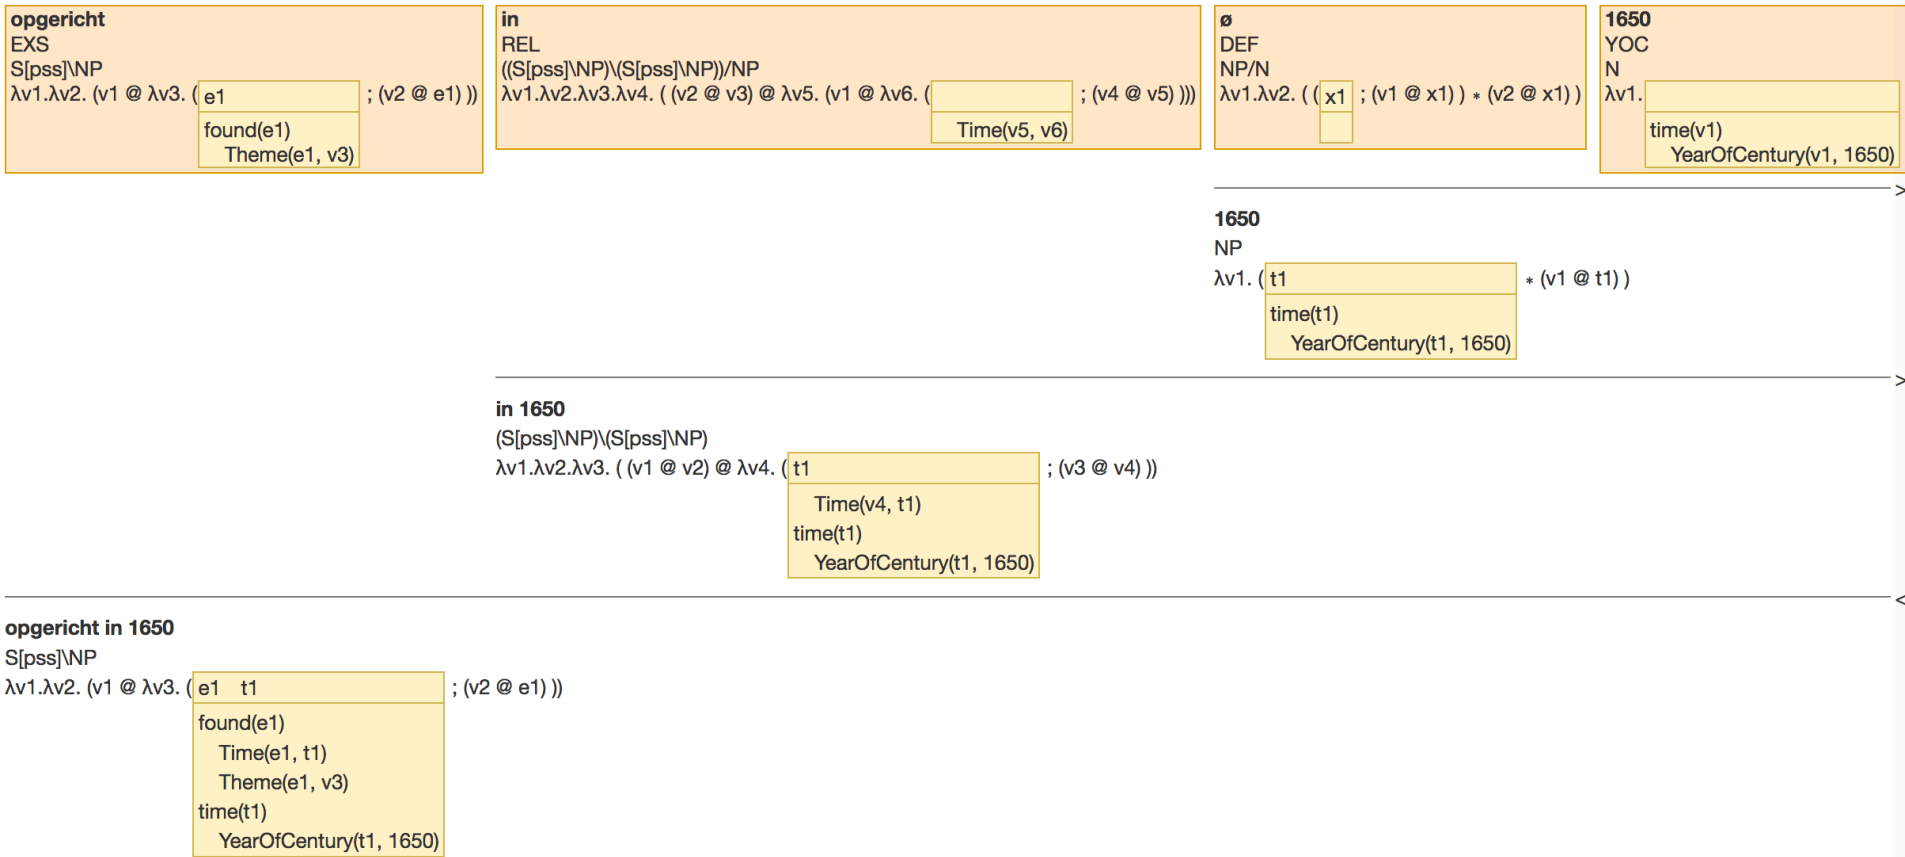 opgericht
EXS
S[pss]\NP
λv1.λv2. (v1 @ λv3. ( e1 ; (v2 @ e1) ))
found(e1)
Theme(e1, v3)
in
REL
((S[pss]\NP)\(S[pss]\NP))/NP
λv1.λv2.λv3.λv4. ( (v2 @ v3) @ λv5. (v1 @ λv6. ( ; (v4 @ v5) )))
Time(v5, v6)
ø
DEF
NP/N
λv1.λv2. ( ( x1 ; (v1 @ x1) ) * (v2 @ x1) )
1650
YOC
N
λv1.
time(v1)
YearOfCentury(v1, 1650)
>
1650
NP
λv1. ( t1 * (v1 @ t1) )
time(t1)
YearOfCentury(t1, 1650)
>
in 1650
(S[pss]\NP)\(S[pss]\NP)
λv1.λv2.λv3. ( (v1 @ v2) @ λv4. ( t1 ; (v3 @ v4) ))
Time(v4, t1)
time(t1)
YearOfCentury(t1, 1650)
<
opgericht in 1650
S[pss]\NP
λv1.λv2. (v1 @ λv3. ( e1 t1 ; (v2 @ e1) ))
found(e1)
Time(e1, t1)
Theme(e1, v3)
time(t1)
YearOfCentury(t1, 1650)